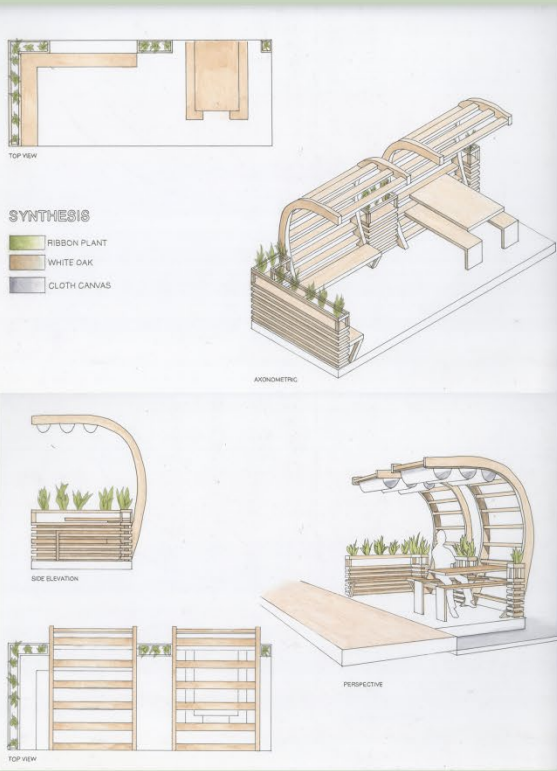 TOP VIEW
SYNTHESIS
RIBBON PLANT
WHITE OAK
CLOTH CANVAS
AXONOMETRIC
SIDE ELEVATION
PERSPECTIVE
TOP VIEW